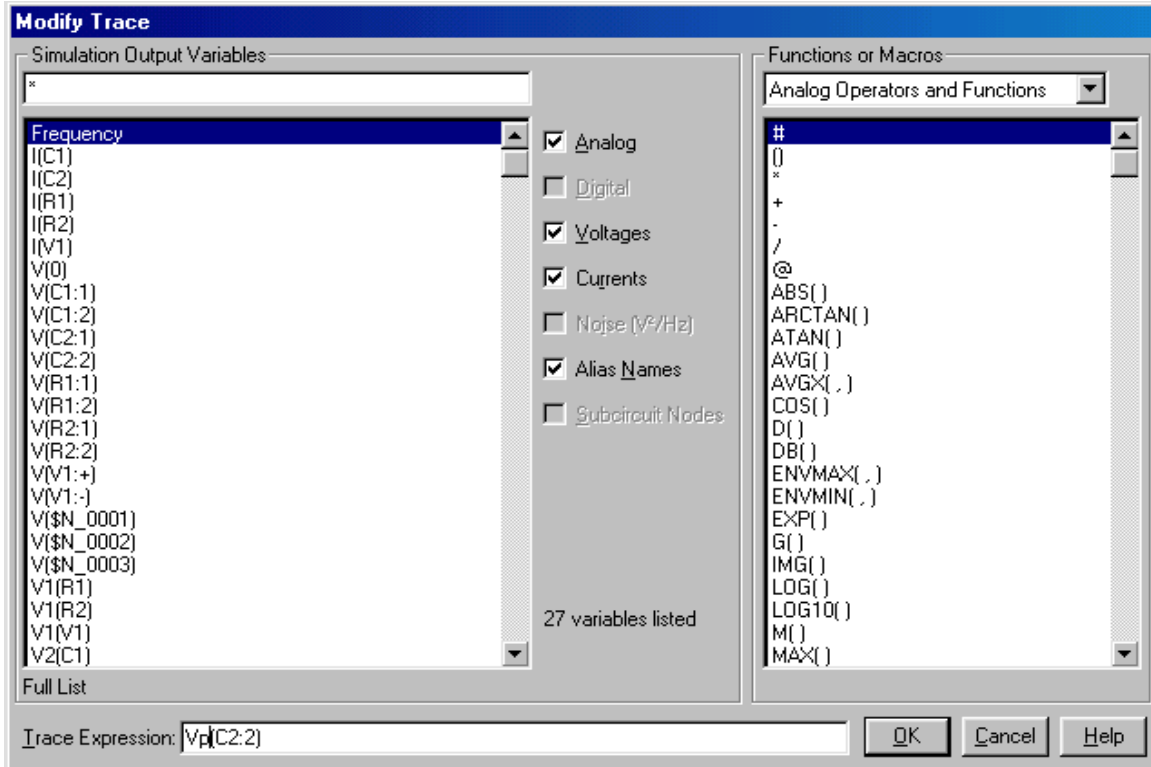 Modify Trace
Simulation Output Variables
*
Frequency
I(C1)
I(C2)
I(R1)
I(R2)
I(V1)
V(0)
V(C1:1)
V(C1:2)
V(C2:1)
V(C2:2)
V(R1:1)
V(R1:2)
V(R2:1)
V(R2:2)
V(V1:+)
V(V1:-)
V($N_0001)
V($N_0002)
V($N_0003)
V1(R1)
V1(R2)
V1(V1)
V2(C1)
Full List
Analog
Digital
Voltages
Currents
Noise (V²/Hz)
Alias Names
Subcircuit Nodes
27 variables listed
Functions or Macros
Analog Operators and Functions
#
()
*
+
-
/
@
ABS( )
ARCTAN( )
ATAN( )
AVG( )
AVGX( , )
COS( )
D( )
DB( )
ENVMAX( , )
ENVMIN( , )
EXP( )
G( )
IMG( )
LOG( )
LOG10( )
M( )
MAX( )
Trace Expression: Vp(C2:2)
OK Cancel Help